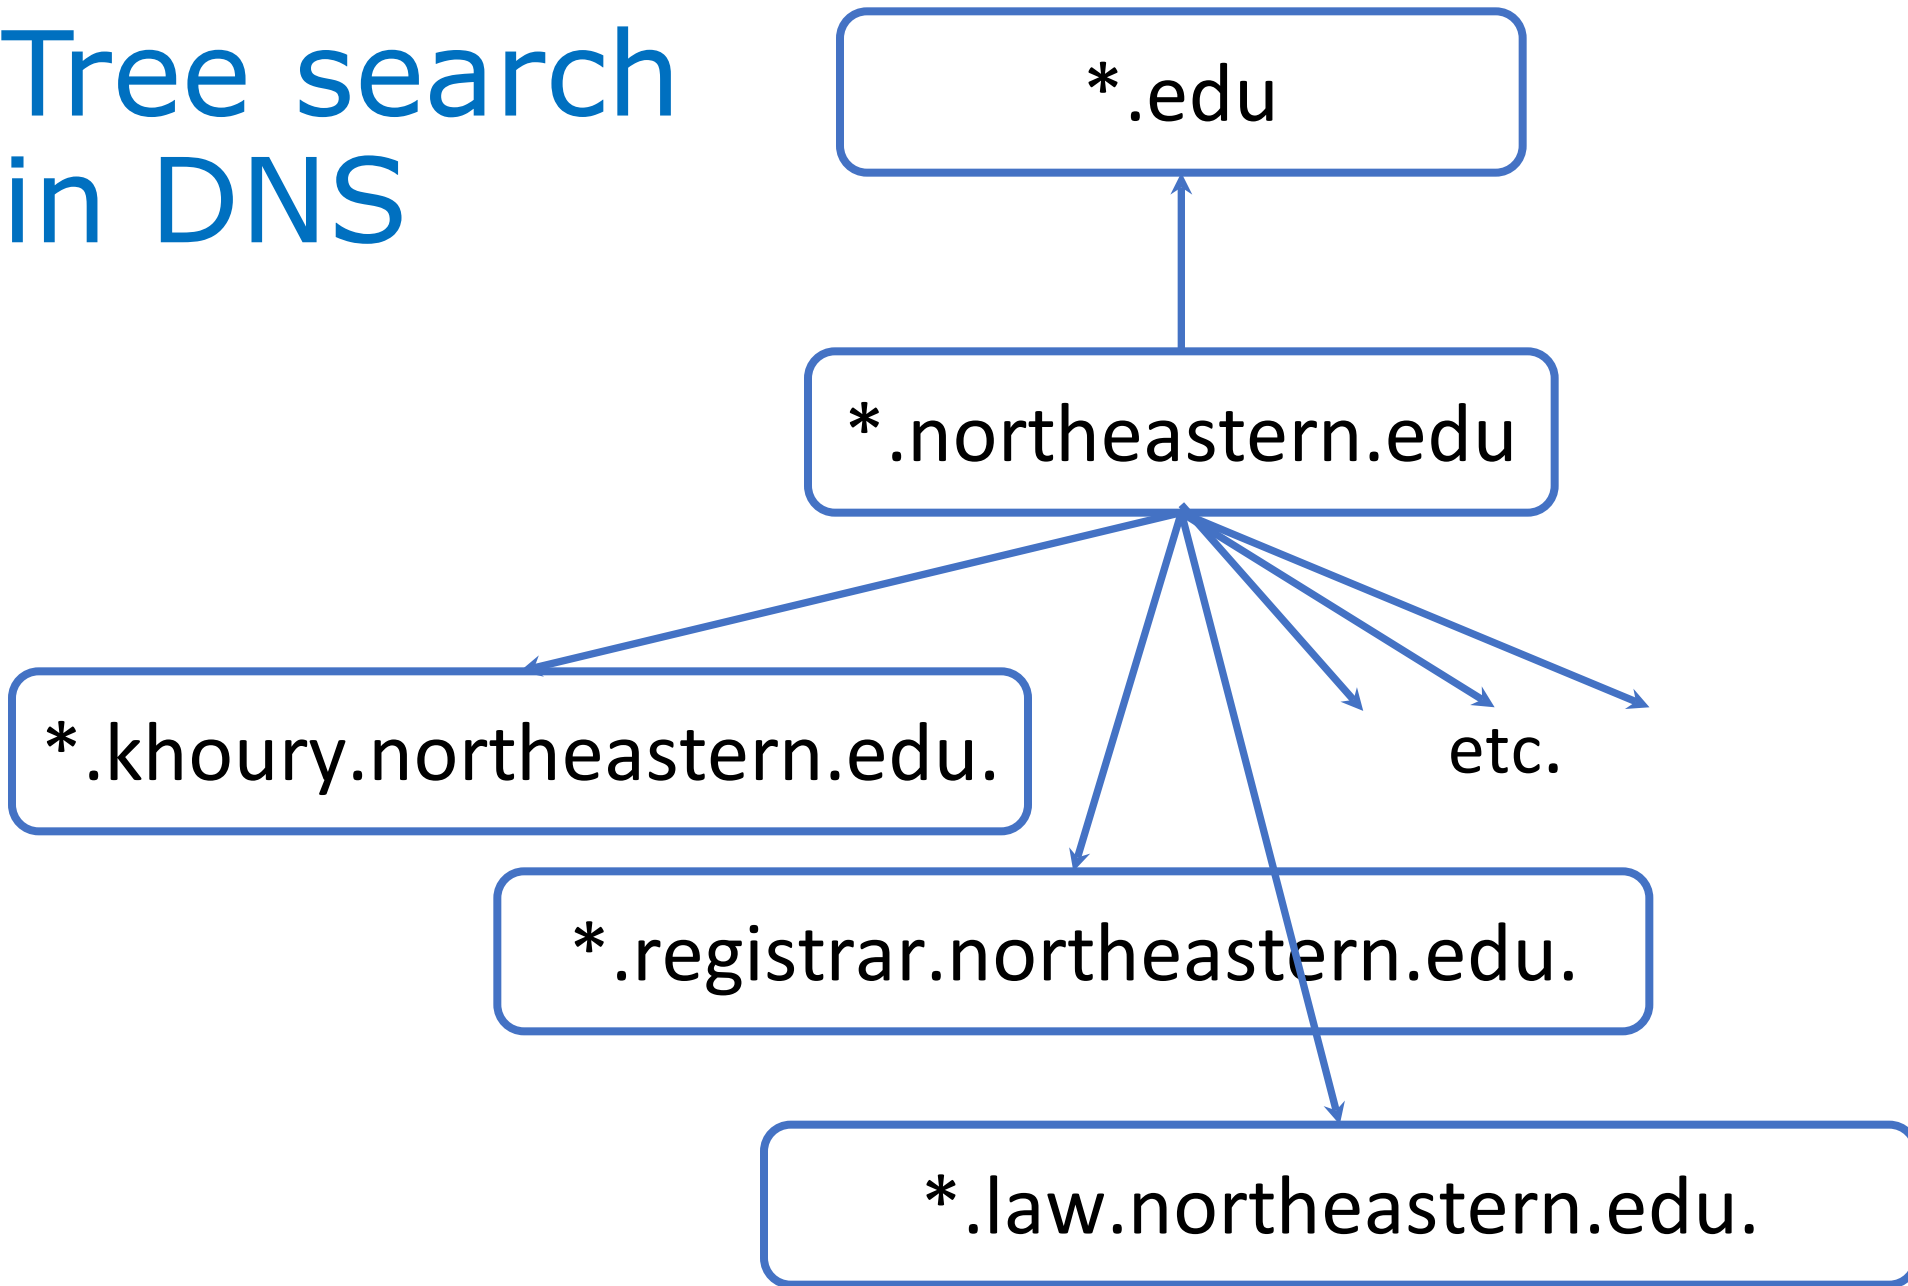 Tree search
in DNS
*.edu
*.northeastern.edu
*.khoury.northeastern.edu.
etc.
*.registrar.northeastern.edu.
*.law.northeastern.edu.